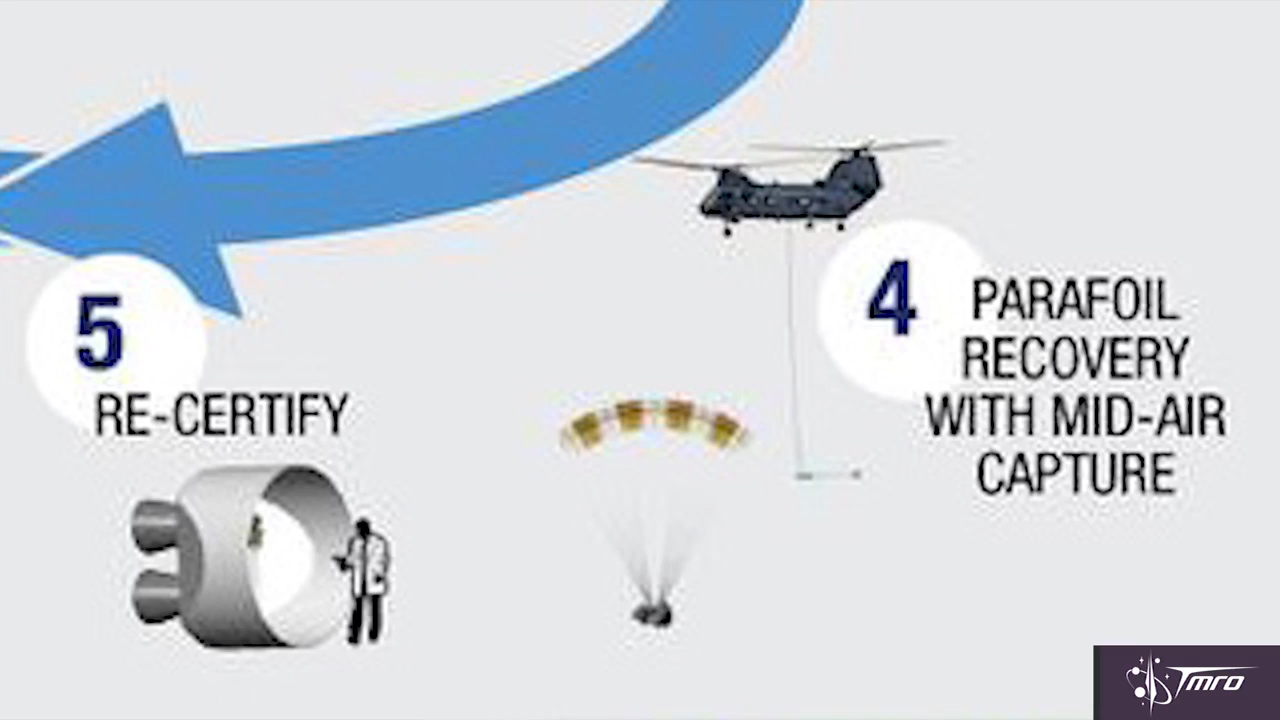 4
PARAFOIL
RECOVERY
WITH MID-AIR
CAPTURE
5
RE-CERTIFY
TMRO